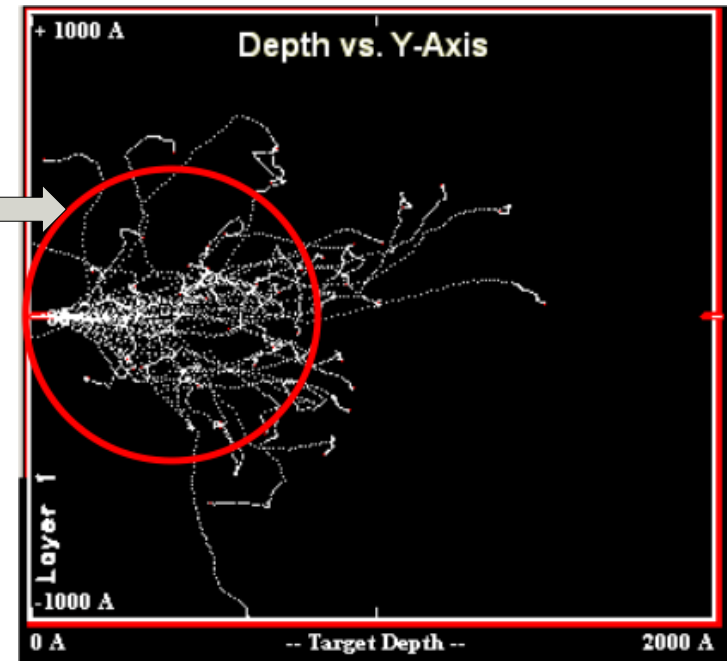 + 1000 A
Depth vs. Y-Axis
Layer 1
-1000 A
0 A
-- Target Depth --
2000 A